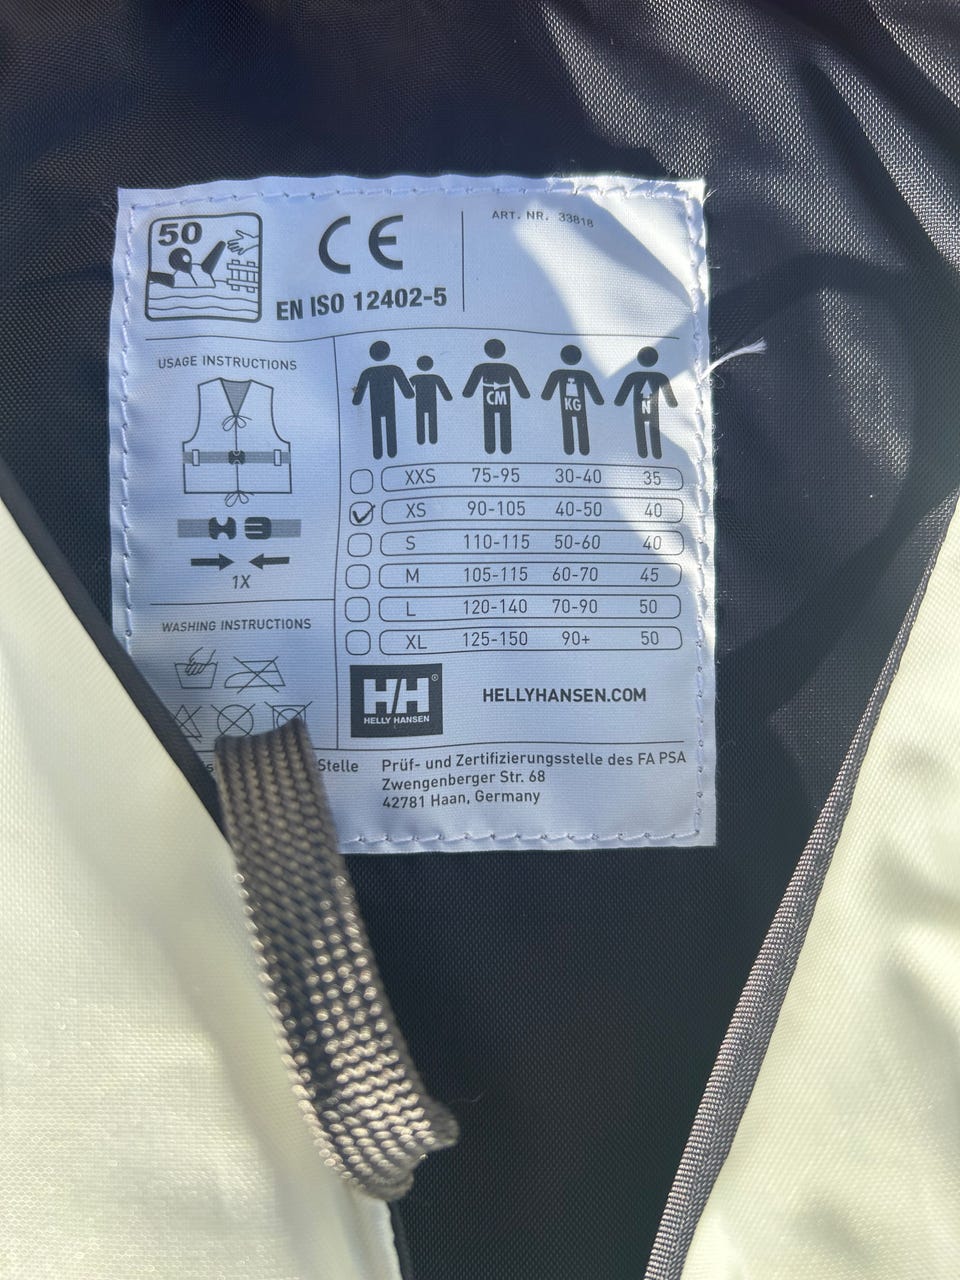 50
CE
EN ISO 12402-5
ART. NR. 33818
USAGE INSTRUCTIONS
1X
CM KG N
XXS 75-95 30-40 35
XS 90-105 40-50 40
S 110-115 50-60 40
M 105-115 60-70 45
L 120-140 70-90 50
XL 125-150 90+ 50
WASHING INSTRUCTIONS
H/H®
HELLY HANSEN
HELLYHANSEN.COM
Stelle
Prüf- und Zertifizierungsstelle des FA PSA
Zwengenberger Str. 68
42781 Haan, Germany